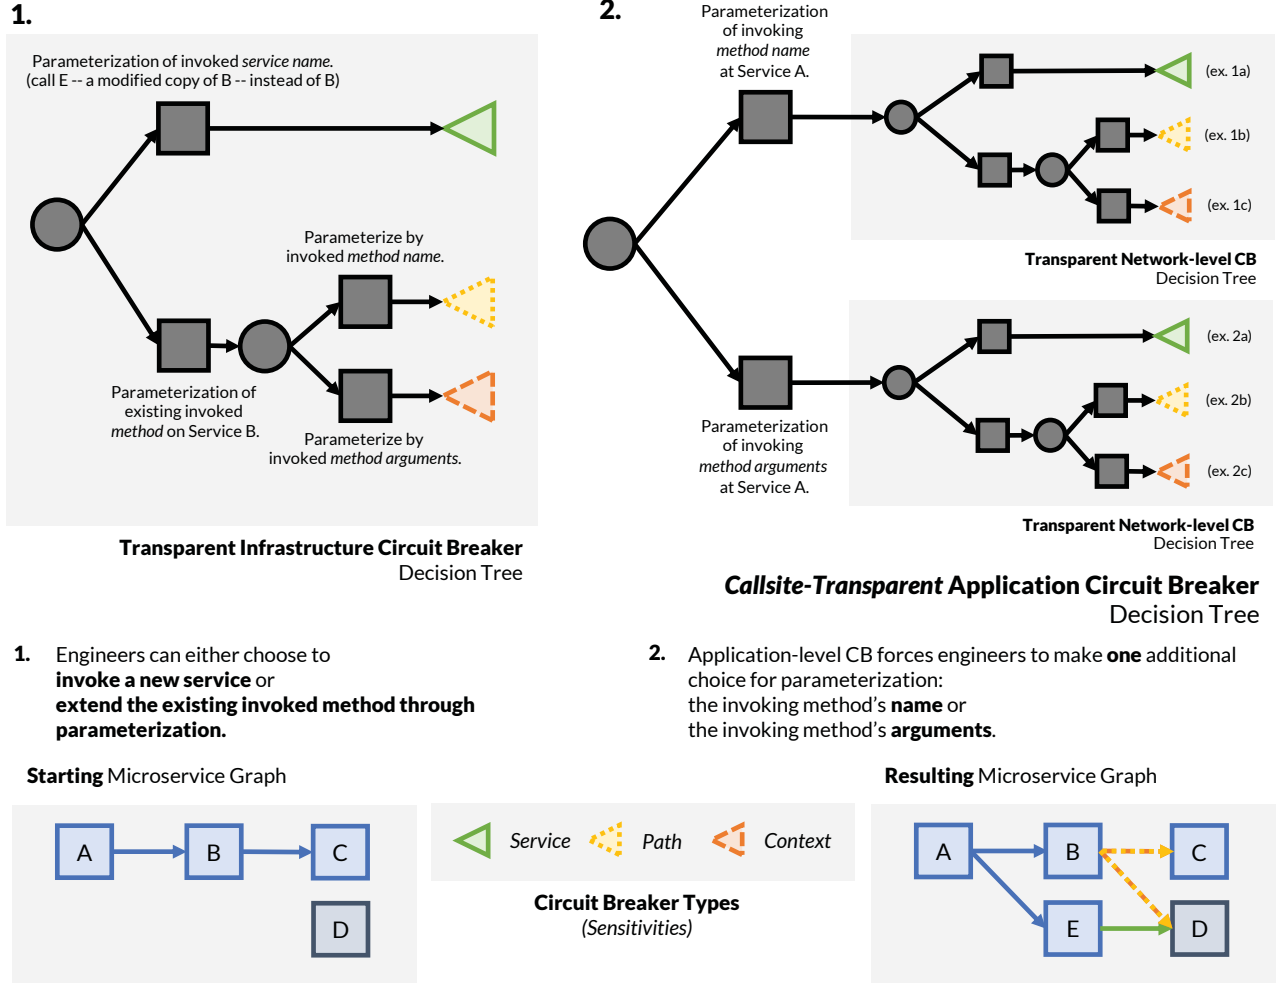 1.
Parameterization of invoked service name.
(call E -- a modified copy of B -- instead of B)
Parameterize by
invoked method name.
Parameterization of
existing invoked
method on Service B.
Parameterize by
invoked method arguments.
Transparent Infrastructure Circuit Breaker
Decision Tree
2.
Parameterization
of invoking
method name
at Service A.
(ex. 1a)
(ex. 1b)
(ex. 1c)
Transparent Network-level CB
Decision Tree
Parameterization
of invoking
method arguments
at Service A.
(ex. 2a)
(ex. 2b)
(ex. 2c)
Transparent Network-level CB
Decision Tree
Callsite-Transparent Application Circuit Breaker
Decision Tree
1. Engineers can either choose to
invoke a new service or
extend the existing invoked method through
parameterization.
2. Application-level CB forces engineers to make one additional
choice for parameterization:
the invoking method's name or
the invoking method's arguments.
Starting Microservice Graph
A B C
D
Service Path Context
Circuit Breaker Types
(Sensitivities)
Resulting Microservice Graph
A B C
E D